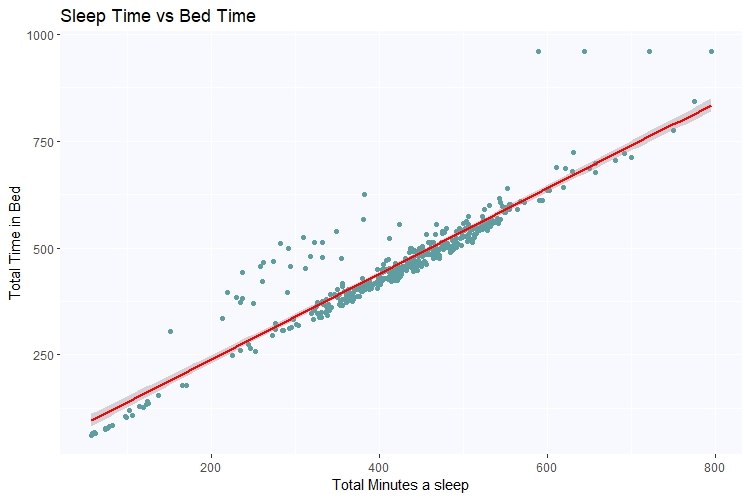 Sleep Time vs Bed Time
1000
750
500
250
Total Time in Bed
200 400 600 800
Total Minutes a sleep